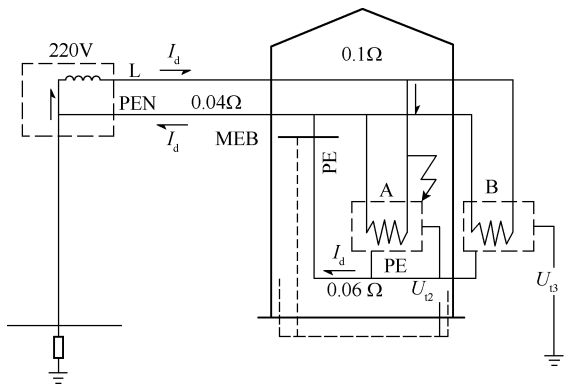 220V
L
I_d
0.1Ω
PEN
0.04Ω
I_d
MEB
PE
A
B
I_d
PE
0.06 Ω
U_t2
U_t3